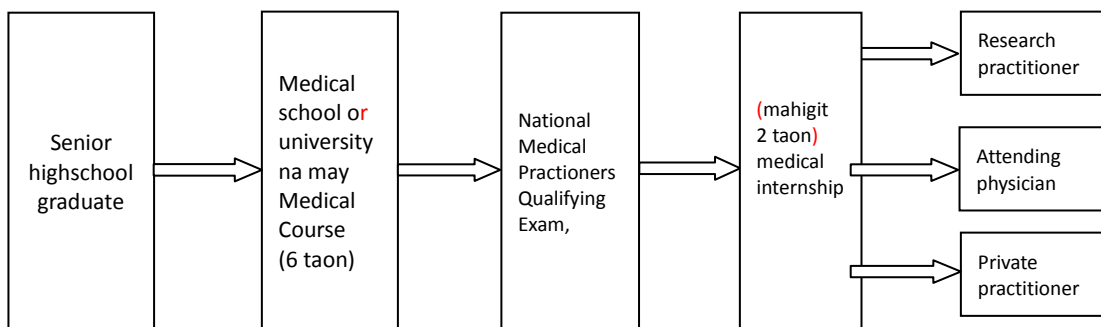 Senior
highschool
graduate
Medical
school or
university
na may
Medical
Course
(6 taon)
National
Medical
Practioners
Qualifying
Exam,
(mahigit
2 taon)
medical
internship
Research
practitioner
Attending
physician
Private
practitioner